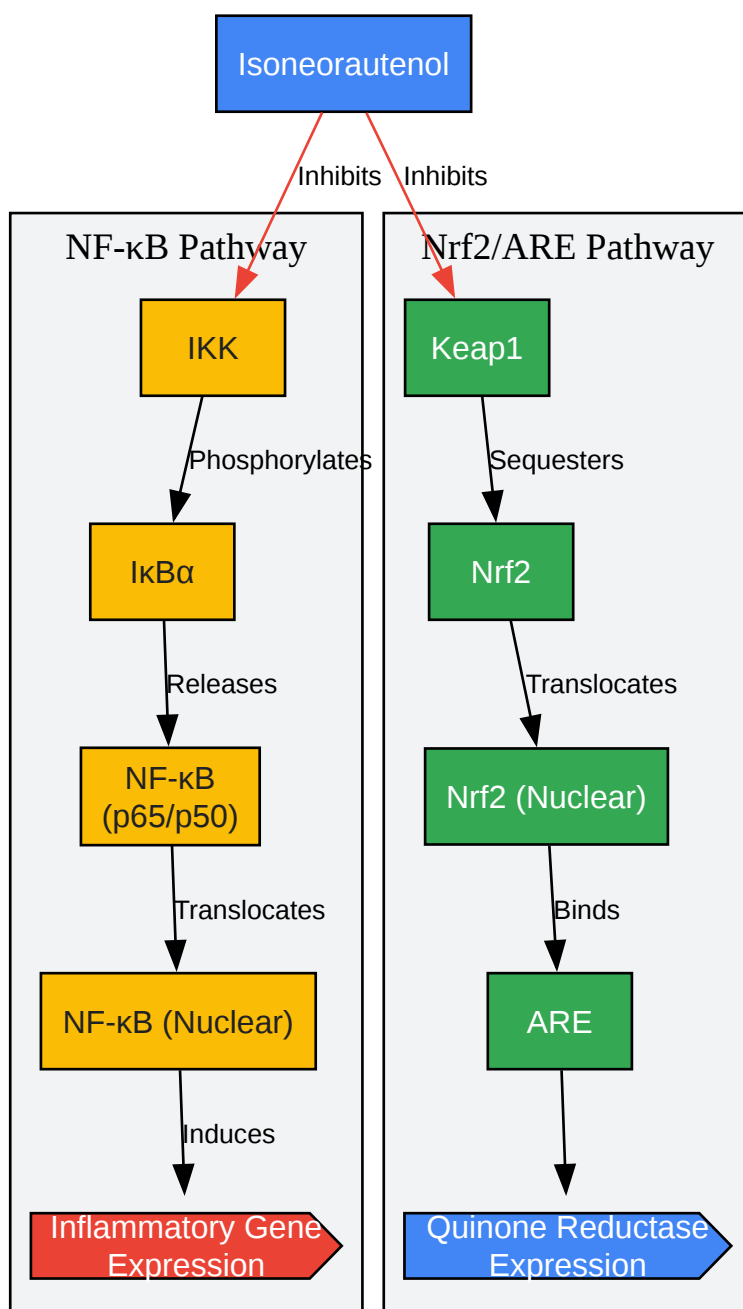 Isoneorautenol
Inhibits
Inhibits
NF-κB Pathway
IKK
Phosphorylates
IκBα
Releases
NF-κB
(p65/p50)
Translocates
NF-κB (Nuclear)
Induces
Inflammatory Gene
Expression
Nrf2/ARE Pathway
Keap1
Sequesters
Nrf2
Translocates
Nrf2 (Nuclear)
Binds
ARE
Quinone Reductase
Expression